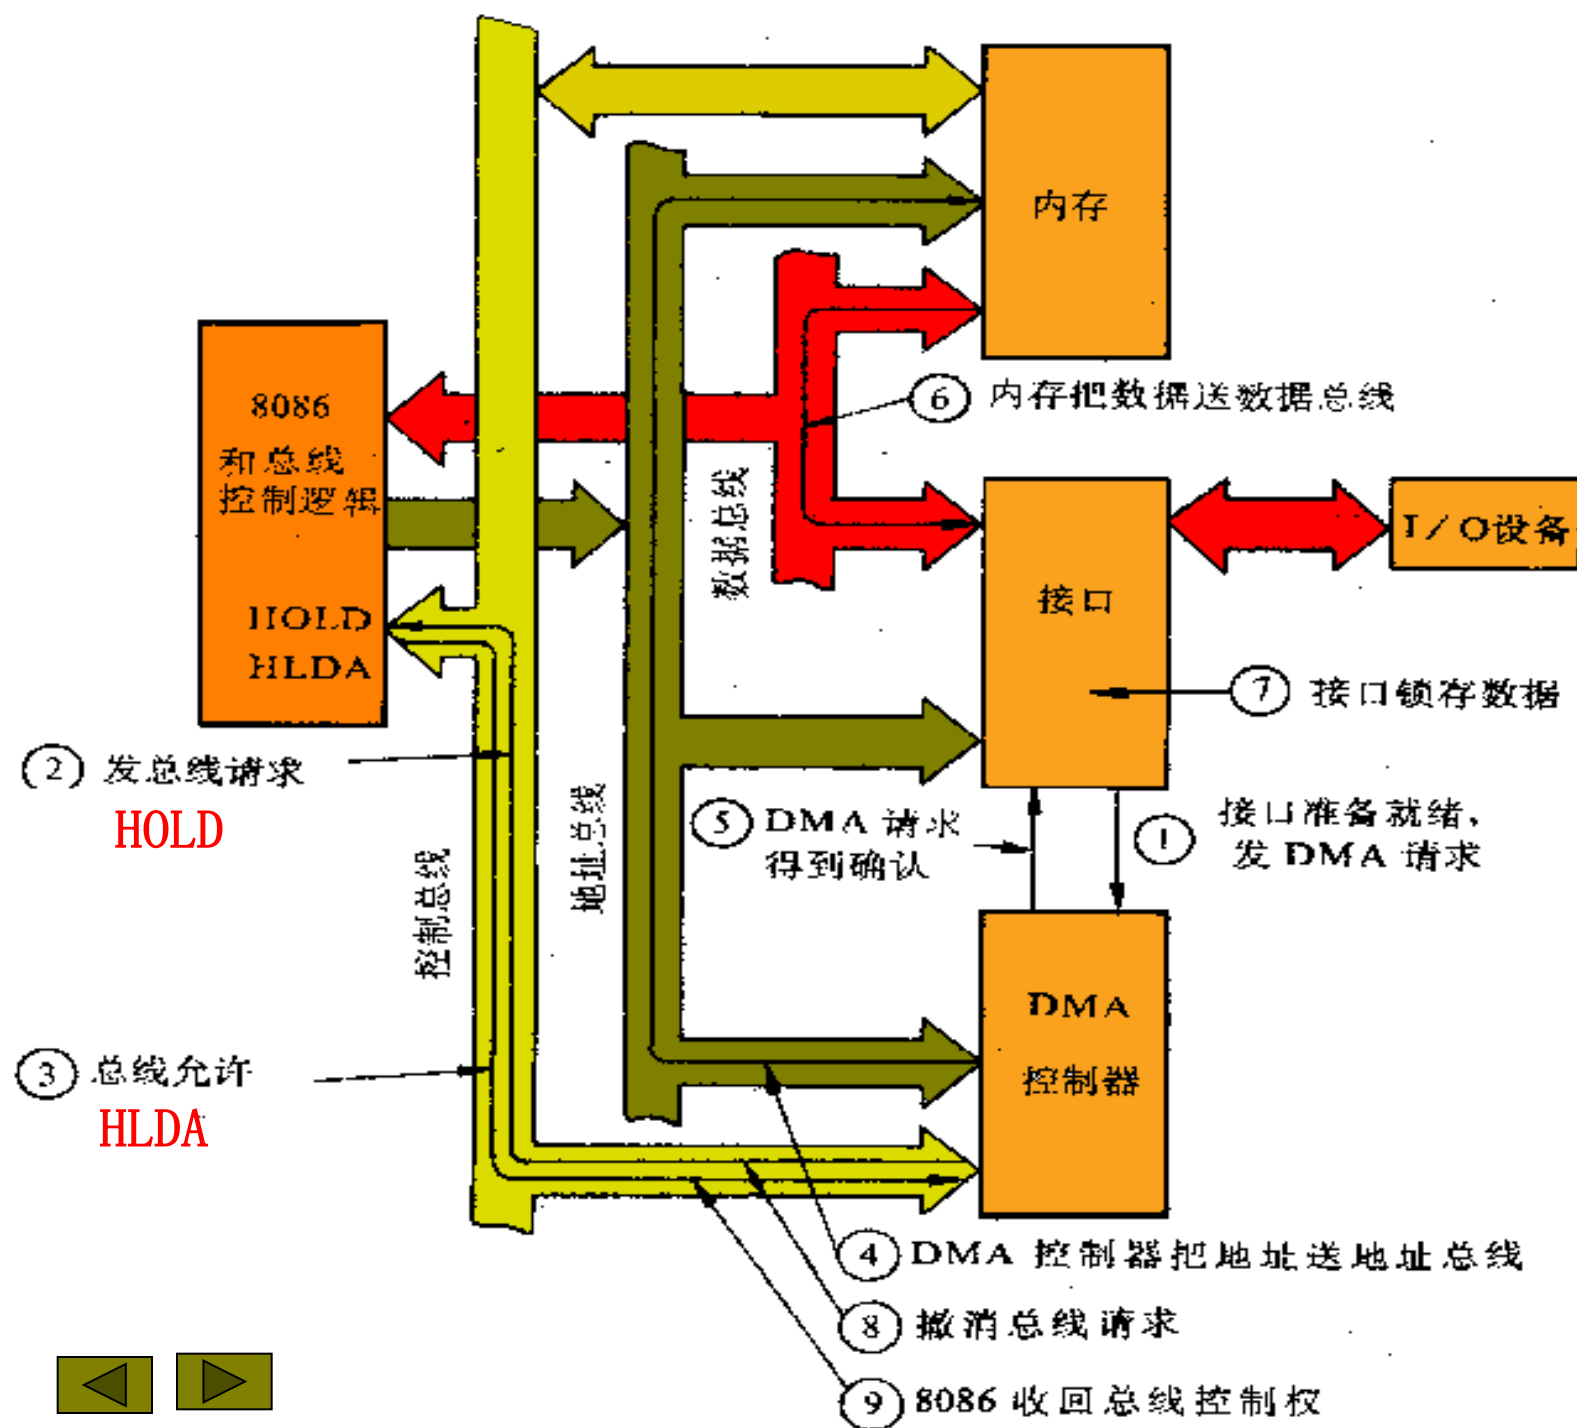 内存
8086
和总线
控制逻辑
HOLD
HLDA
⑥ 内存把数据送数据总线
数据总线
I/O设备
接口
⑦ 接口锁存数据
② 发总线请求
HOLD
地址总线
控制总线
⑤ DMA 请求
得到确认
① 接口准备就绪,
发 DMA 请求
DMA
控制器
③ 总线允许
HLDA
④ DMA 控制器把地址送地址总线
⑧ 撤消总线请求
⑨ 8086 收回总线控制权